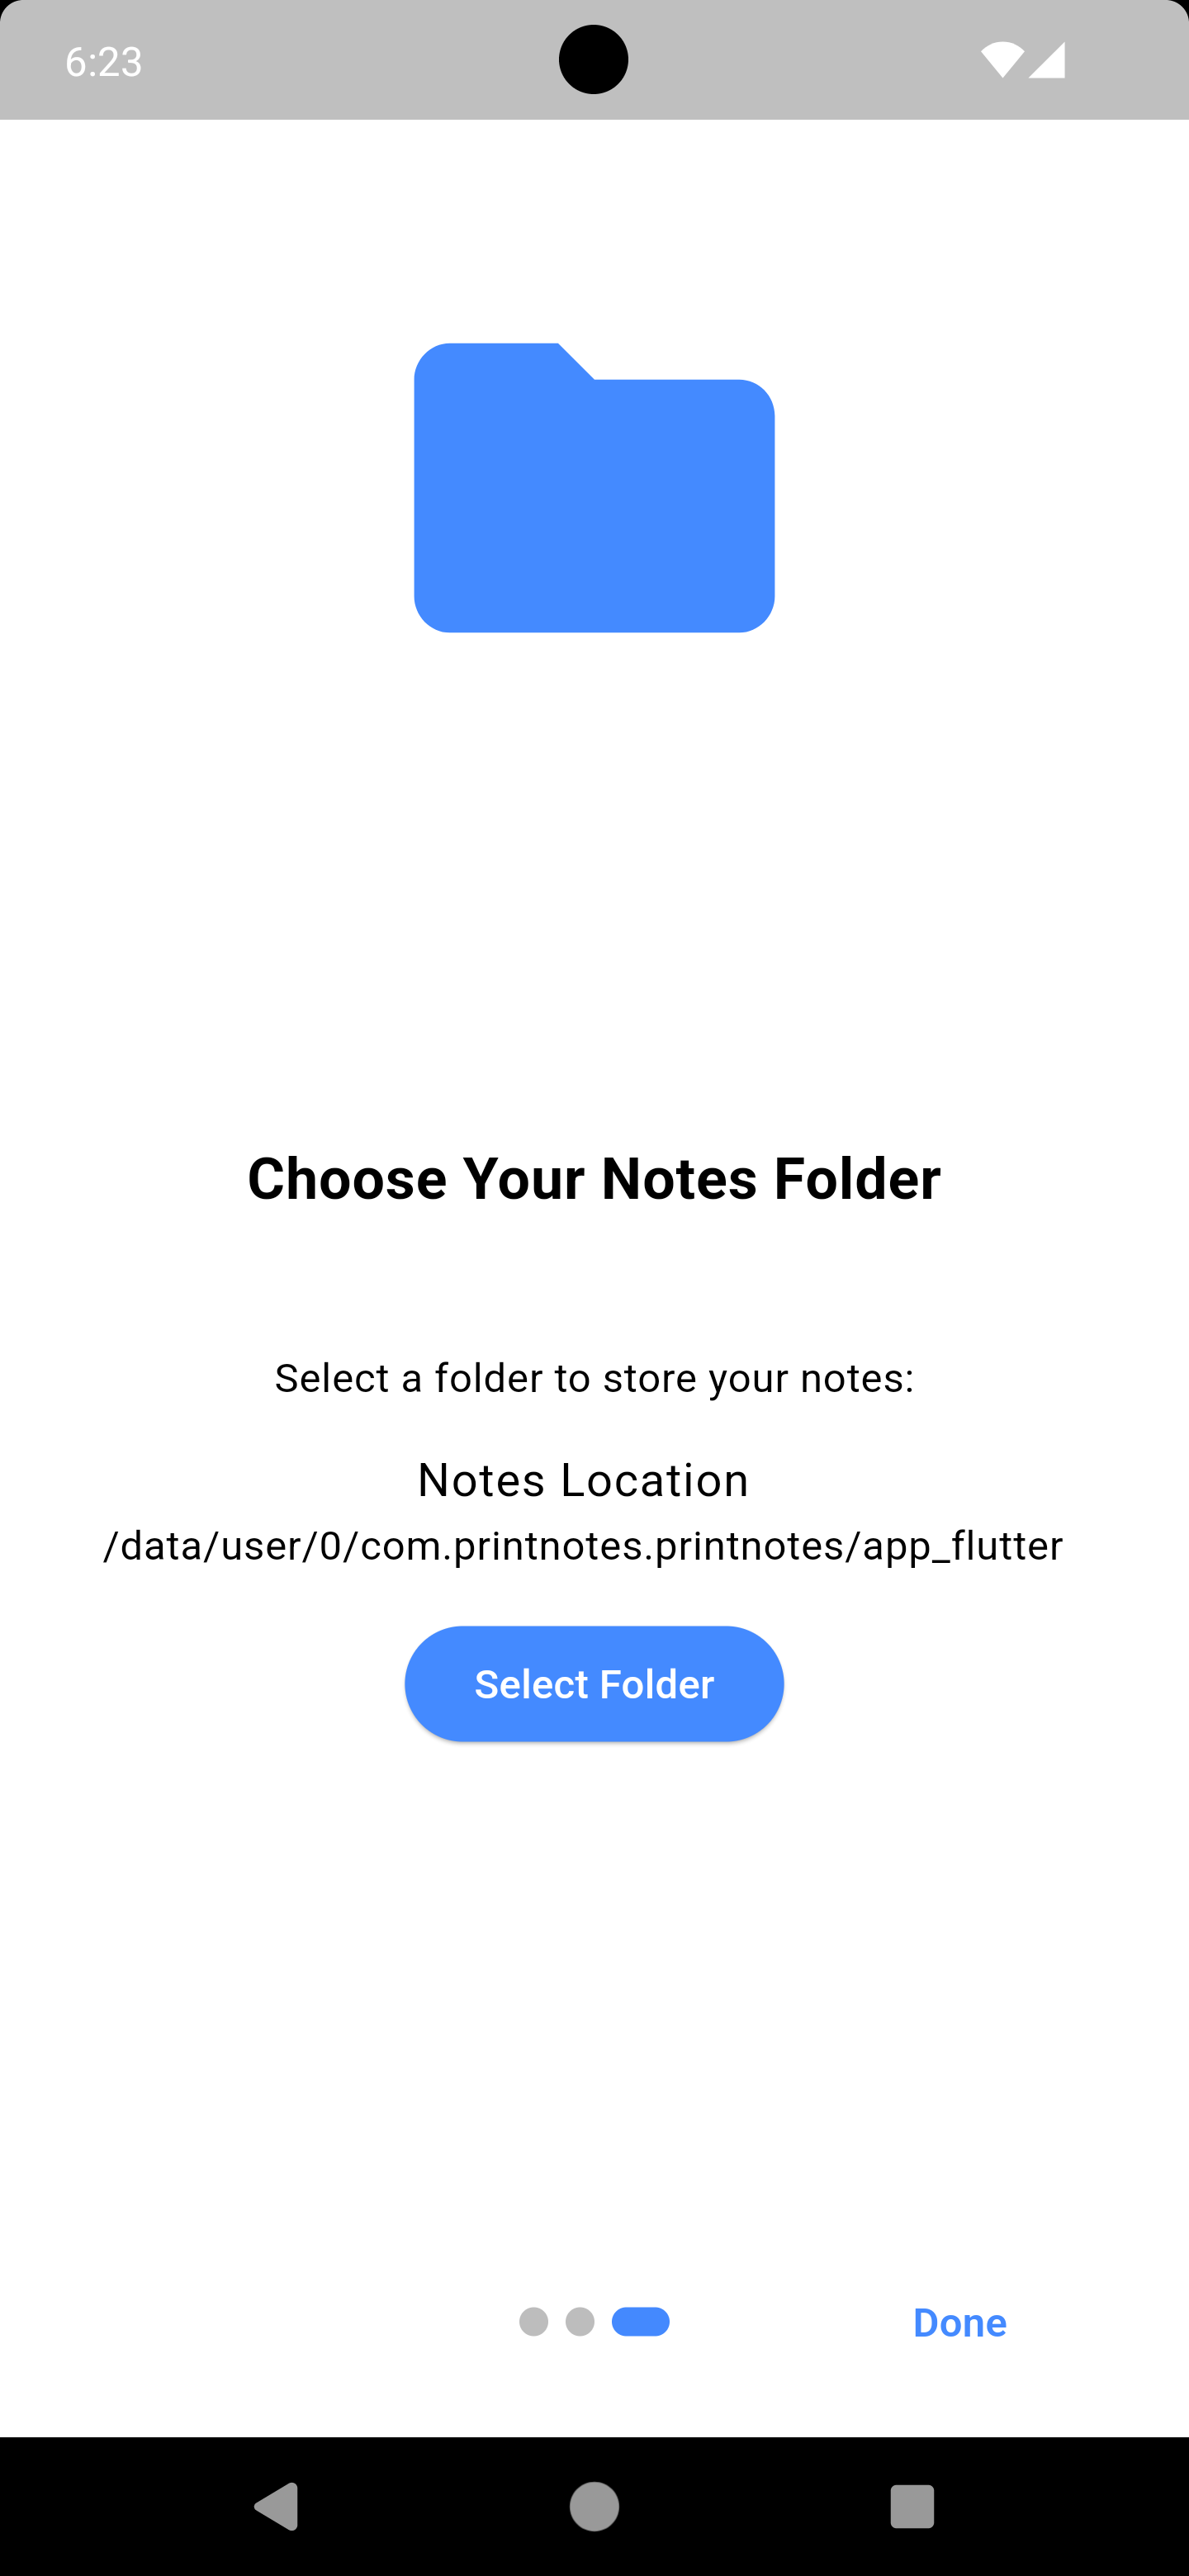 6:23
Choose Your Notes Folder
Select a folder to store your notes:
Notes Location
/data/user/0/com.printnotes.printnotes/app_flutter
Select Folder
Done